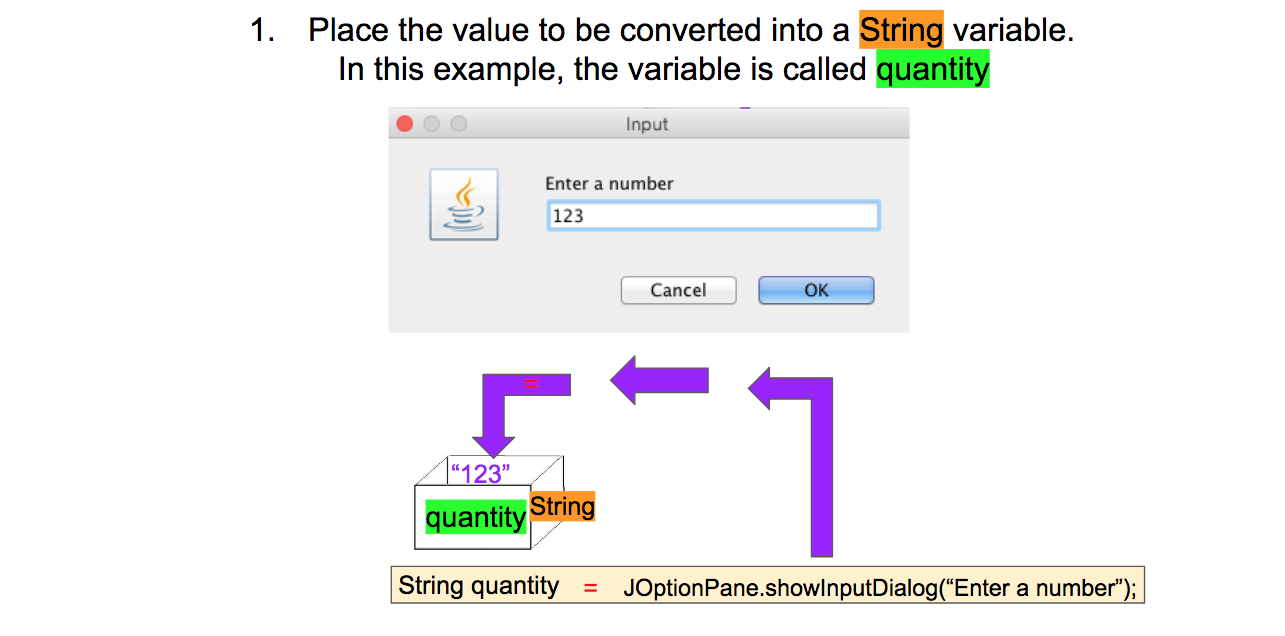 1. Place the value to be converted into a String variable.
In this example, the variable is called quantity
Input
Enter a number
123
Cancel
OK
=
“123”
quantity
String
String quantity = JOptionPane.showInputDialog(“Enter a number”);